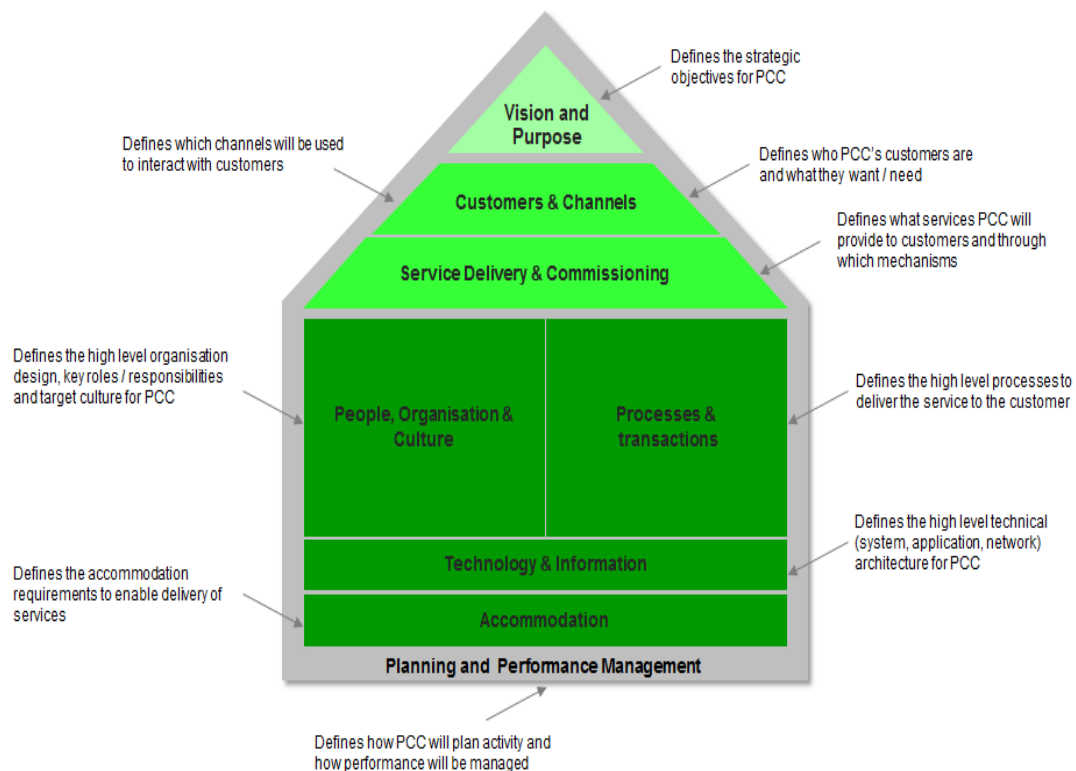 Defines the strategic
objectives for PCC
Vision and
Purpose
Defines which channels will be used
to interact with customers
Defines who PCC's customers are
and what they want / need
Customers & Channels
Defines what services PCC will
provide to customers and through
which mechanisms
Service Delivery & Commissioning
Defines the high level organisation
design, key roles / responsibilities
and target culture for PCC
People, Organisation &
Culture
Processes &
transactions
Defines the high level processes to
deliver the service to the customer
Defines the high level technical
(system, application, network)
architecture for PCC
Technology & Information
Defines the accommodation
requirements to enable delivery of
services
Accommodation
Planning and Performance Management
Defines how PCC will plan activity and
how performance will be managed